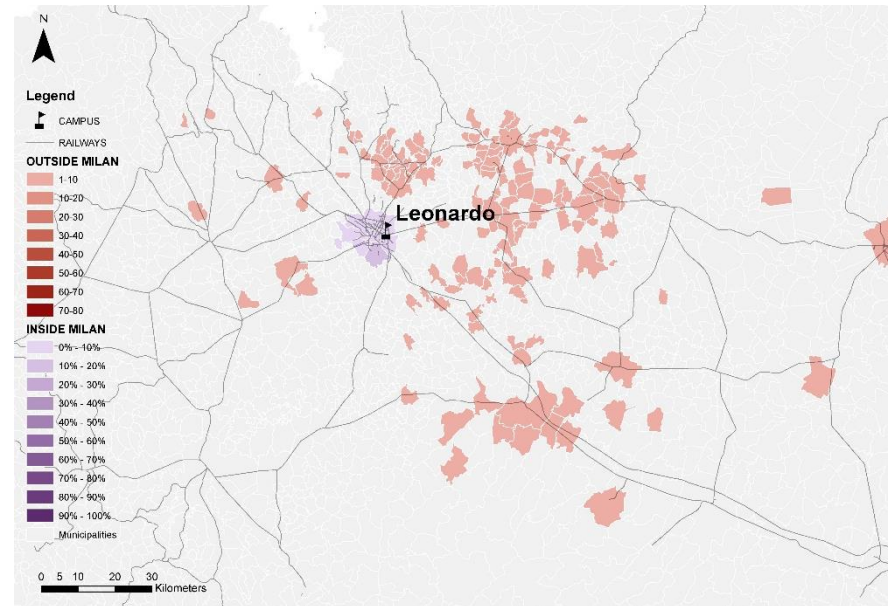 N
Legend
CAMPUS
RAILWAYS
OUTSIDE MILAN
1-10
10-20
20-30
30-40
40-50
50-60
60-70
70-80
INSIDE MILAN
0% - 10%
10% - 20%
20% - 30%
30% - 40%
40% - 50%
50% - 60%
60% - 70%
70% - 80%
80% - 90%
90% - 100%
Municipalities
Leonardo
0 5 10 20 30
Kilometers